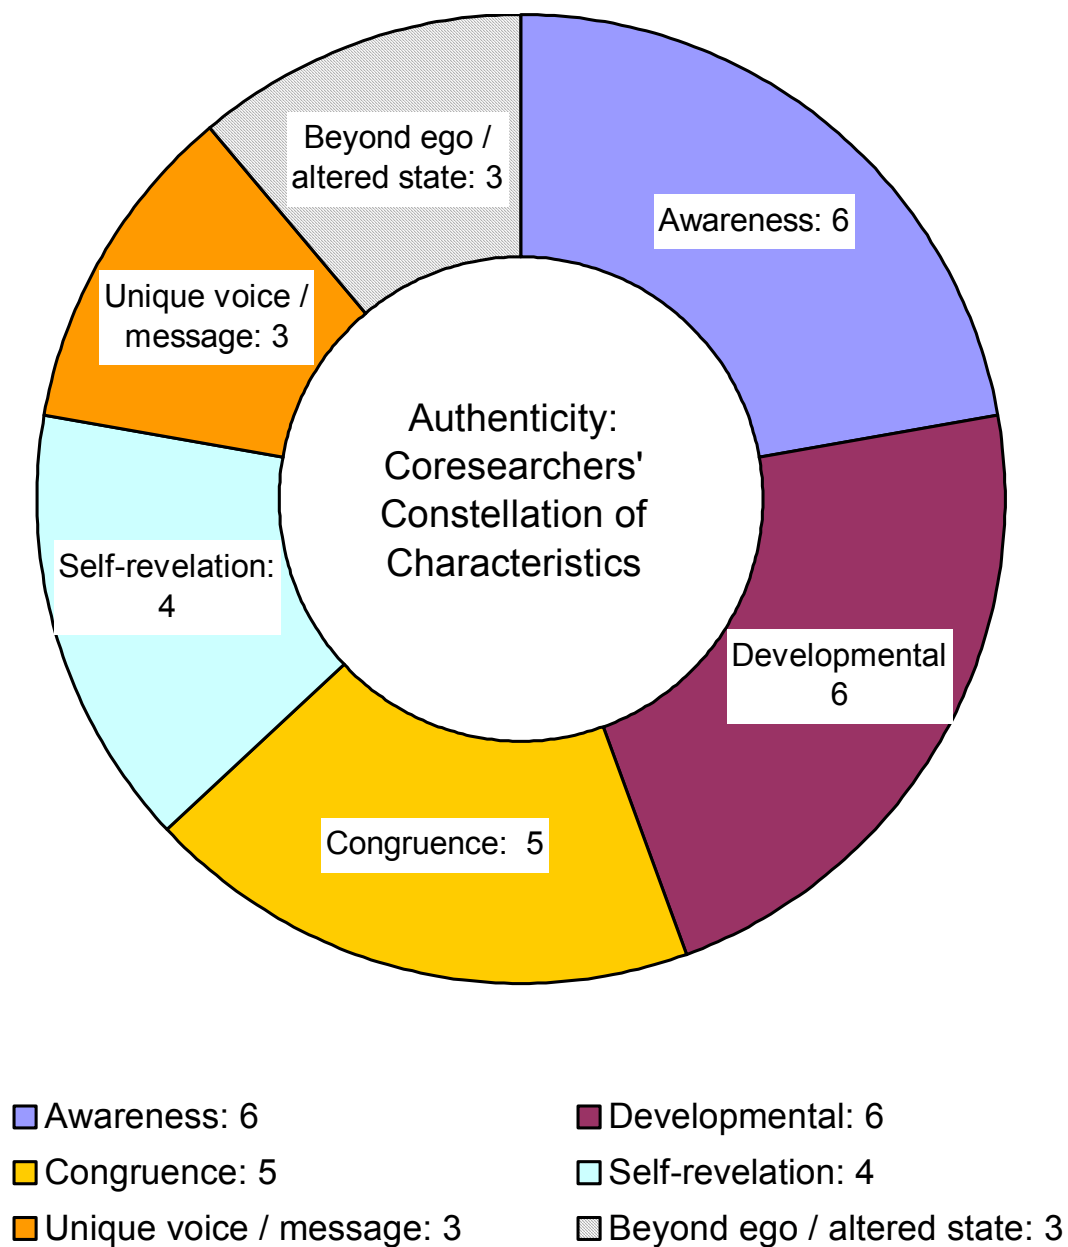 Beyond ego /
altered state: 3
Awareness: 6
Unique voice /
message: 3
Authenticity:
Coresearchers'
Constellation of
Characteristics
Self-revelation:
4
Developmental
6
Congruence:  5
Awareness: 6
Developmental: 6
Congruence: 5
Self-revelation: 4
Unique voice / message: 3
Beyond ego / altered state: 3